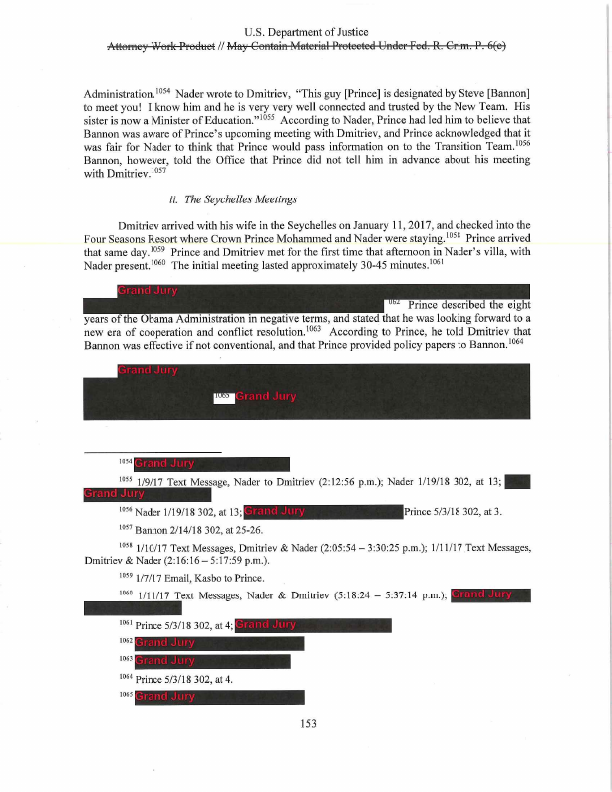 U.S. Department of Justice
Attorney Work Product // May Contain Material Protected Under Fed. R. Crim. P. 6(e)
Administration.1054 Nader wrote to Dmitriev, “This guy [Prince] is designated by Steve [Bannon]
to meet you! I know him and he is very very well connected and trusted by the New Team. His
sister is now a Minister of Education.”1055 According to Nader, Prince had led him to believe that
Bannon was aware of Prince’s upcoming meeting with Dmitriev, and Prince acknowledged that it
was fair for Nader to think that Prince would pass information on to the Transition Team.1056
Bannon, however, told the Office that Prince did not tell him in advance about his meeting
with Dmitriev.1057
ii. The Seychelles Meetings
Dmitriev arrived with his wife in the Seychelles on January 11, 2017, and checked into the
Four Seasons Resort where Crown Prince Mohammed and Nader were staying.1058 Prince arrived
that same day.1059 Prince and Dmitriev met for the first time that afternoon in Nader’s villa, with
Nader present.1060 The initial meeting lasted approximately 30-45 minutes.1061
Grand Jury
1062 Prince described the eight
years of the Obama Administration in negative terms, and stated that he was looking forward to a
new era of cooperation and conflict resolution.1063 According to Prince, he told Dmitriev that
Bannon was effective if not conventional, and that Prince provided policy papers to Bannon.1064
Grand Jury
1065 Grand Jury
1054 Grand Jury
1055 1/9/17 Text Message, Nader to Dmitriev (2:12:56 p.m.); Nader 1/19/18 302, at 13;
Grand Jury
1056 Nader 1/19/18 302, at 13; Grand Jury Prince 5/3/18 302, at 3.
1057 Bannon 2/14/18 302, at 25-26.
1058 1/10/17 Text Messages, Dmitriev & Nader (2:05:54 – 3:30:25 p.m.); 1/11/17 Text Messages,
Dmitriev & Nader (2:16:16 – 5:17:59 p.m.).
1059 1/7/17 Email, Kasbo to Prince.
1060 1/11/17 Text Messages, Nader & Dmitriev (5:18:24 – 5:37:14 p.m.); Grand Jury
1061 Prince 5/3/18 302, at 4; Grand Jury
1062 Grand Jury
1063 Grand Jury
1064 Prince 5/3/18 302, at 4.
1065 Grand Jury
153